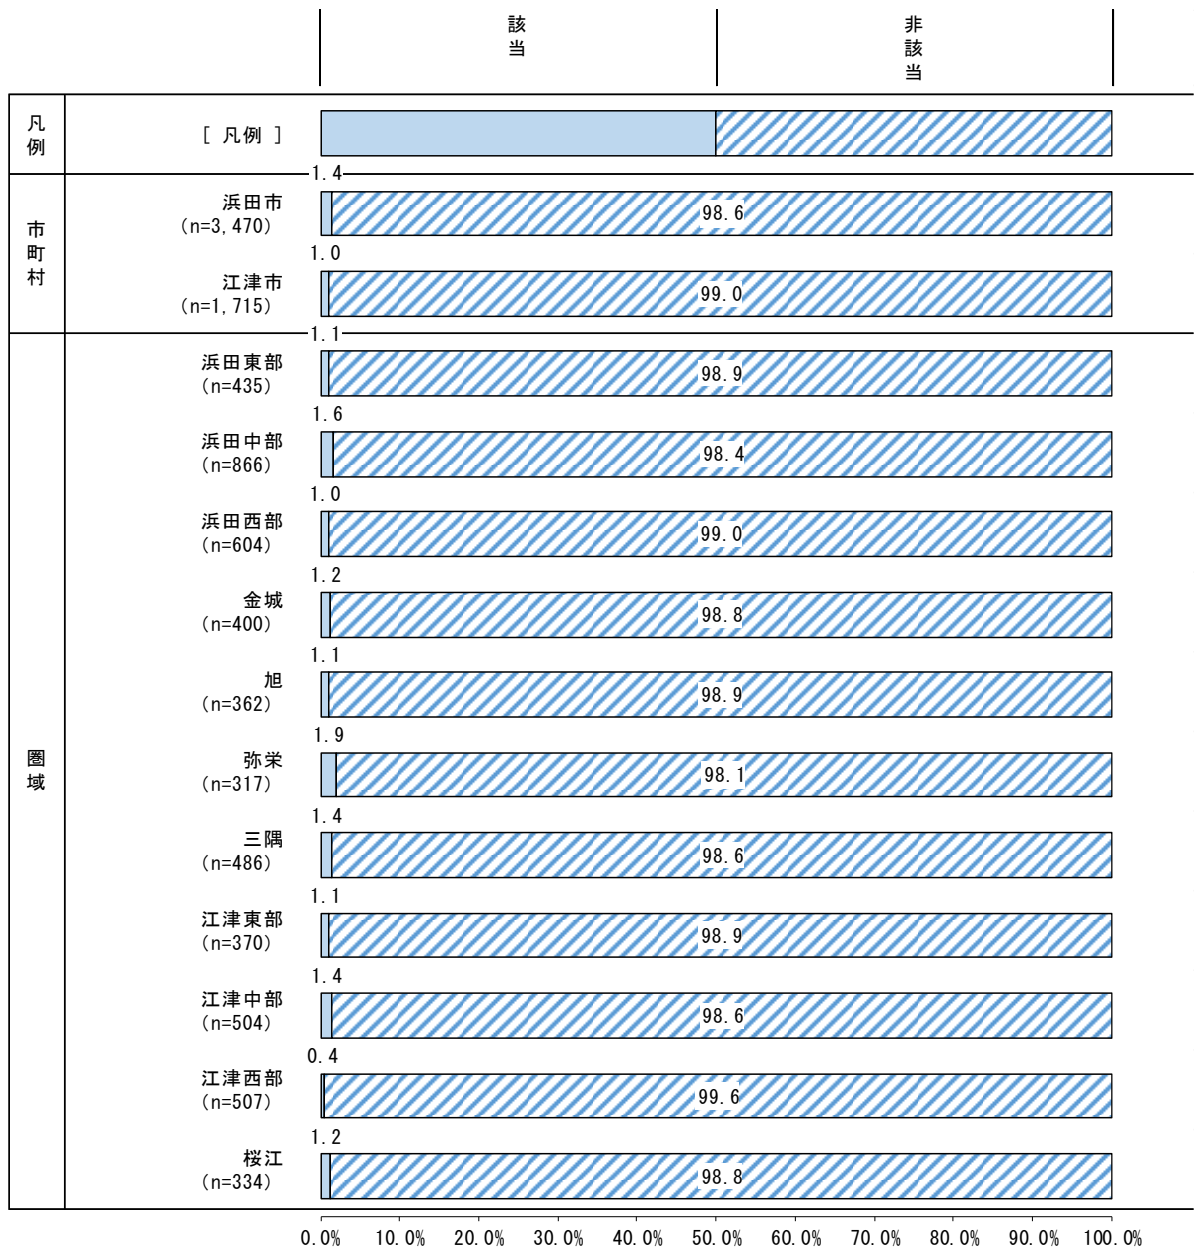 該当
非該当
凡例
[ 凡例 ]
市町村
1.4
浜田市
(n=3,470)
98.6
1.0
江津市
(n=1,715)
99.0
圏域
1.1
浜田東部
(n=435)
98.9
1.6
浜田中部
(n=866)
98.4
1.0
浜田西部
(n=604)
99.0
1.2
金城
(n=400)
98.8
1.1
旭
(n=362)
98.9
1.9
弥栄
(n=317)
98.1
1.4
三隅
(n=486)
98.6
1.1
江津東部
(n=370)
98.9
1.4
江津中部
(n=504)
98.6
0.4
江津西部
(n=507)
99.6
1.2
桜江
(n=334)
98.8
0.0% 10.0% 20.0% 30.0% 40.0% 50.0% 60.0% 70.0% 80.0% 90.0% 100.0%